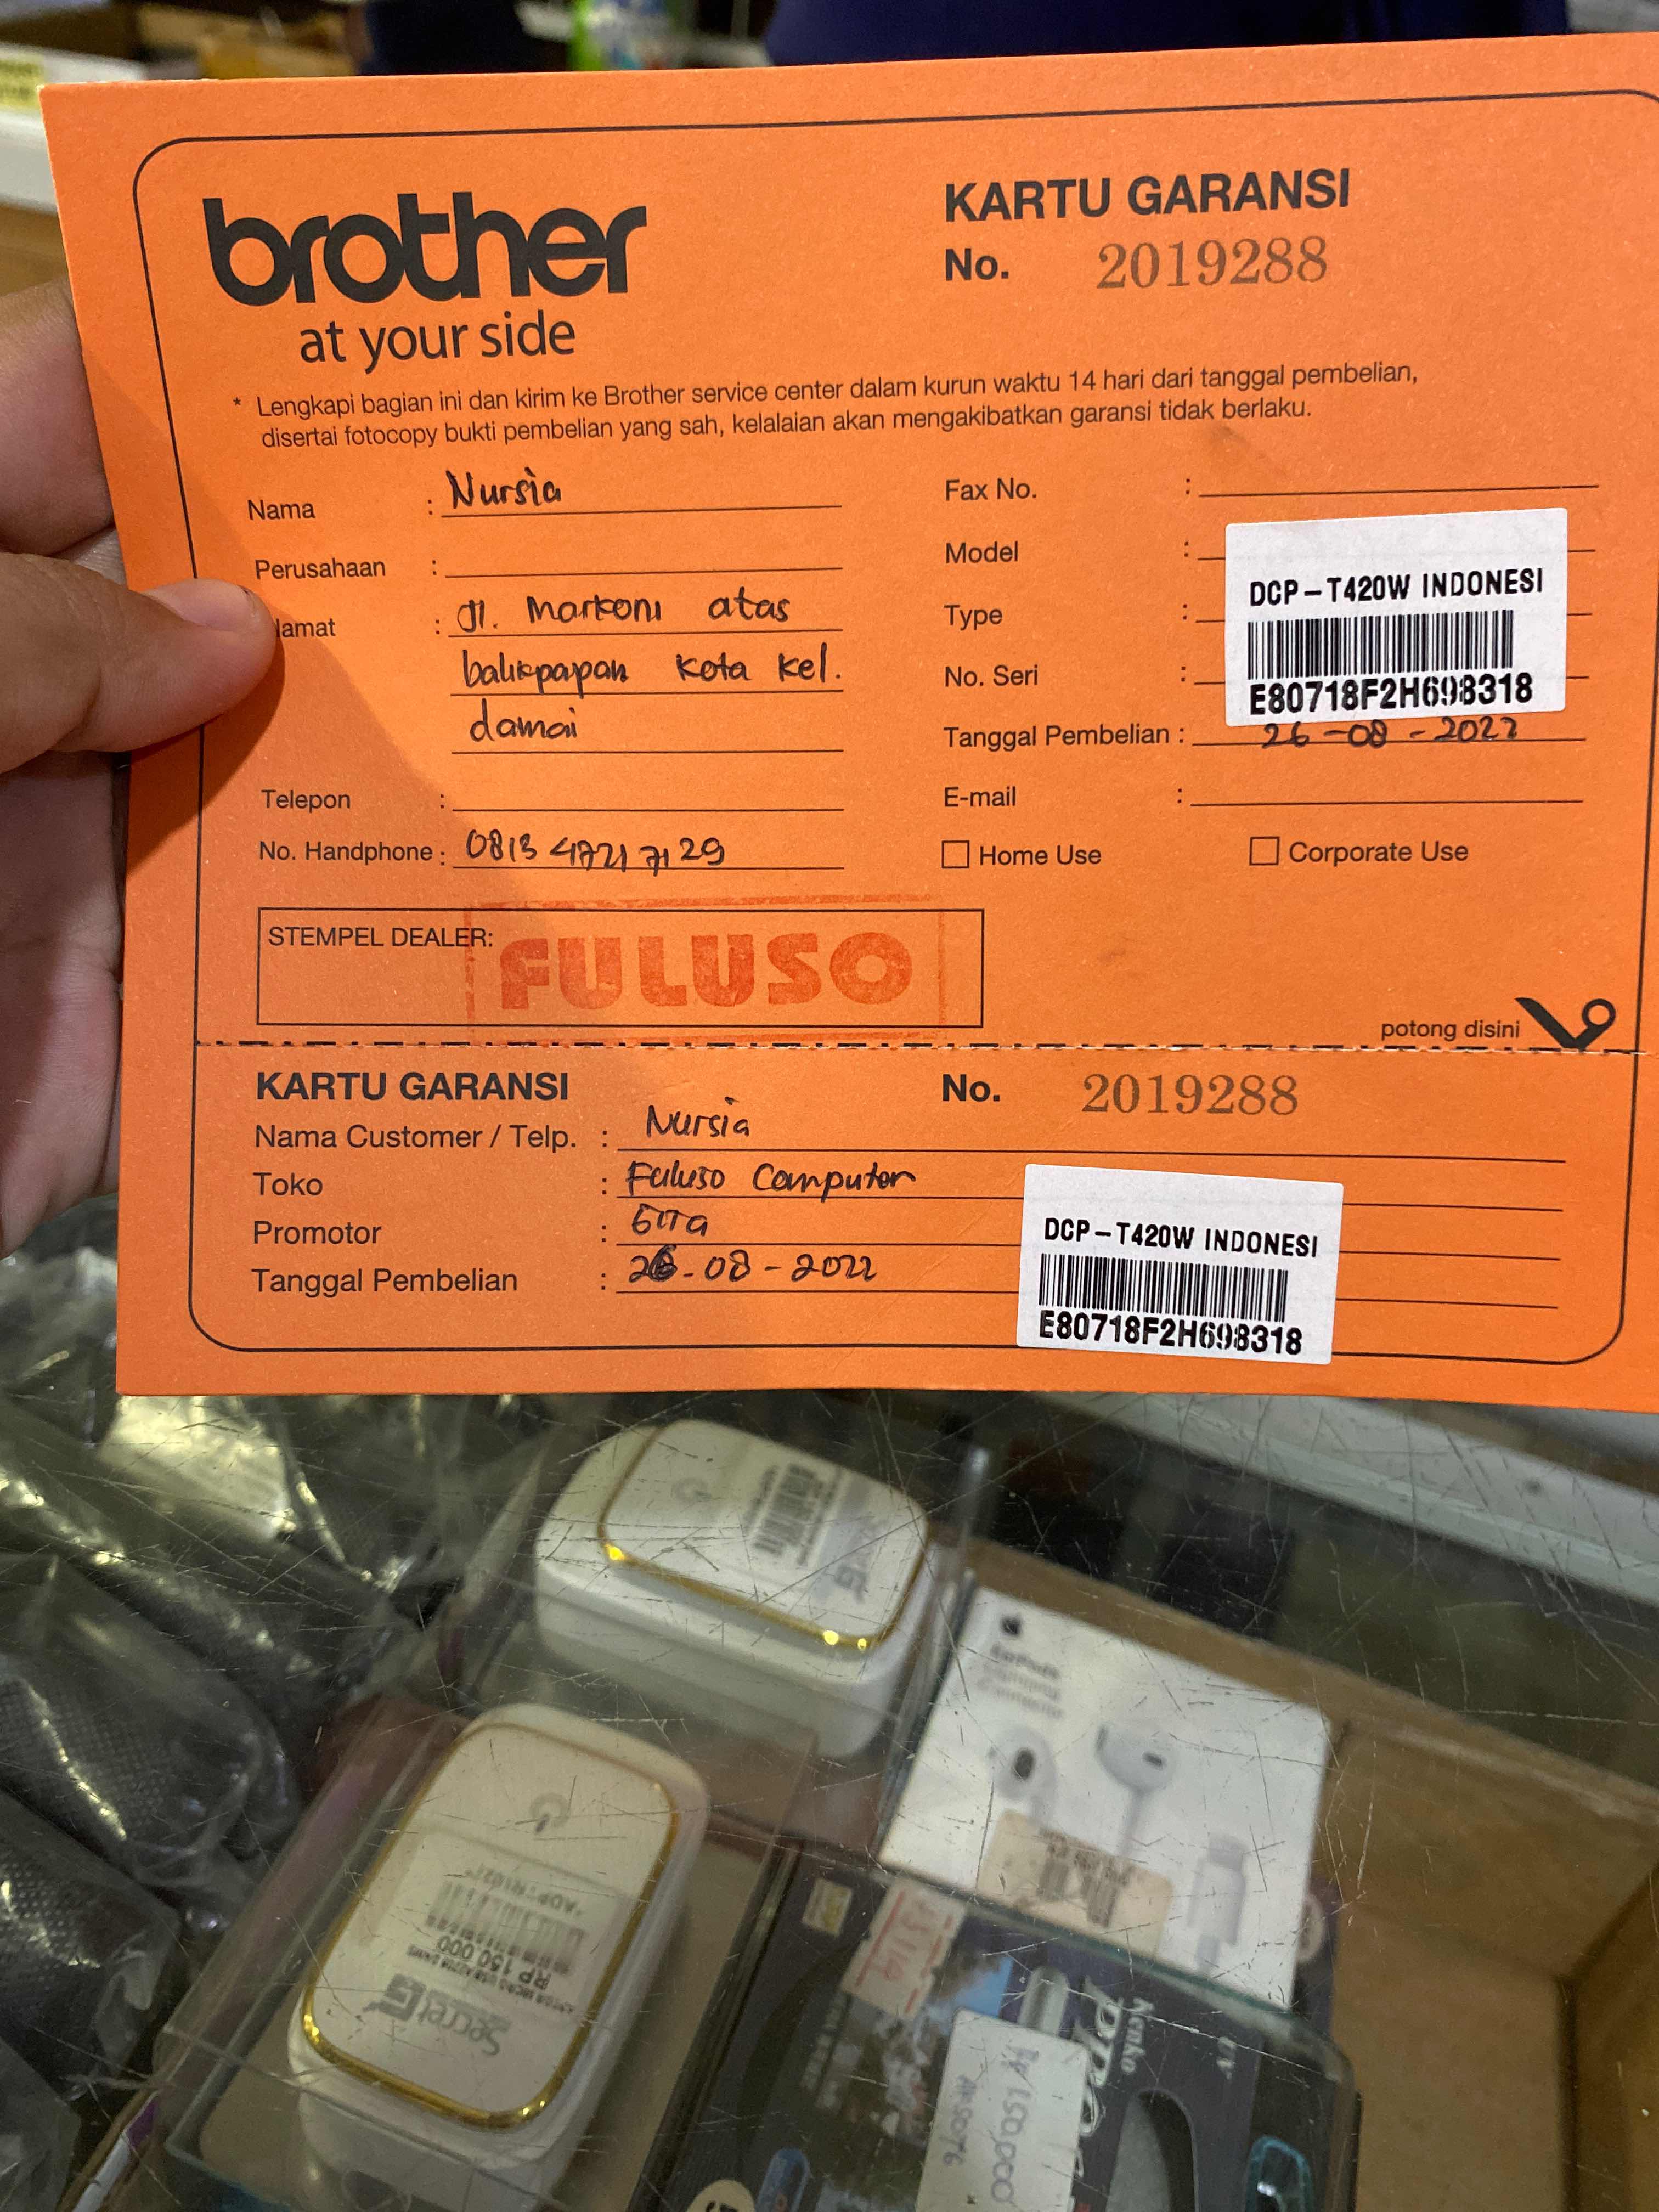 brother
at your side
KARTU GARANSI
No. 2019288
* Lengkapi bagian ini dan kirim ke Brother service center dalam kurun waktu 14 hari dari tanggal pembelian,
disertai fotocopy bukti pembelian yang sah, kelalaian akan mengakibatkan garansi tidak berlaku.
Nama : Nursia
Perusahaan :
lamat : Jl. Markoni atas
balikpapan kota kel.
damai
Telepon :
No. Handphone : 0813 4721 7129
Fax No. :
Model :
Type :
No. Seri :
DCP-T420W INDONESI
E80718F2H698318
Tanggal Pembelian : 26-08-2022
E-mail :
Home Use Corporate Use
STEMPEL DEALER: FULUSO
potong disini
KARTU GARANSI No. 2019288
Nama Customer / Telp. : Nursia
Toko : Fuluso Computer
Promotor :
Tanggal Pembelian : 26-08-2022
DCP-T420W INDONESI
E80718F2H698318
EarPods
Secret
RP 150.000
Kenko